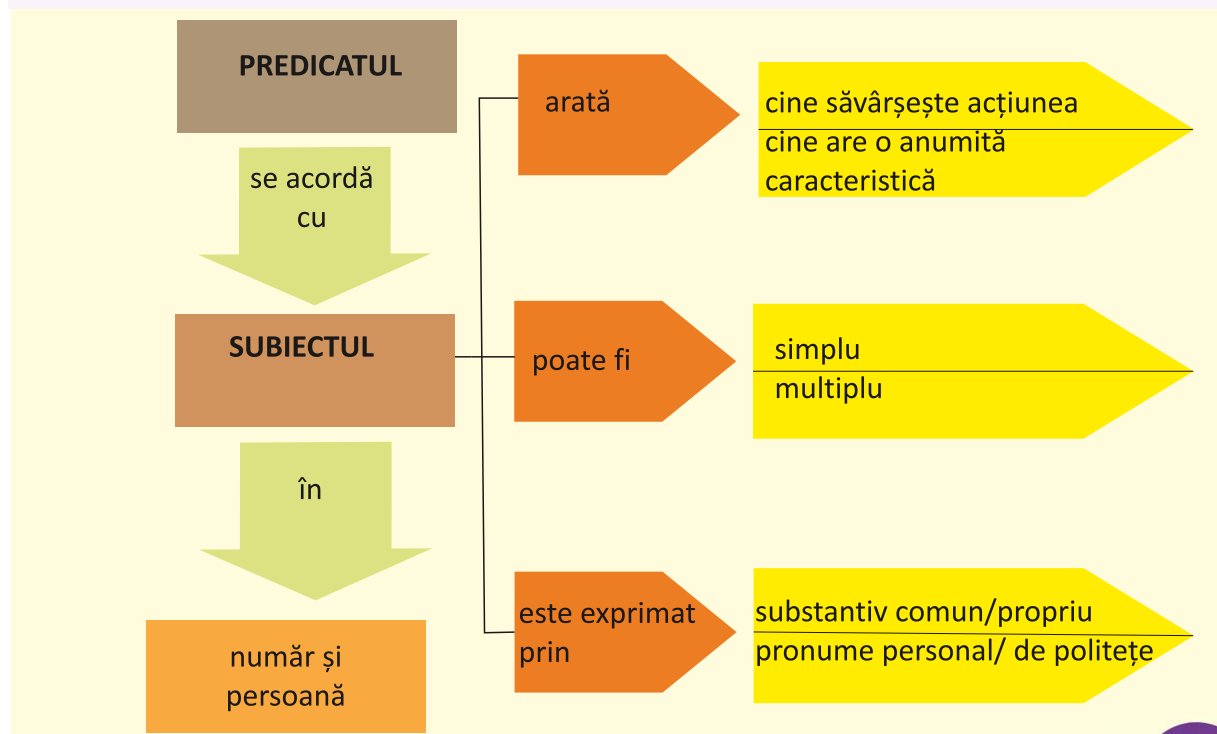 PREDICATUL
se acordă
cu
SUBIECTUL
în
număr și
persoană
arată
cine săvârșește acțiunea
cine are o anumită
caracteristică
poate fi
simplu
multiplu
este exprimat
prin
substantiv comun/propriu
pronume personal/ de politețe